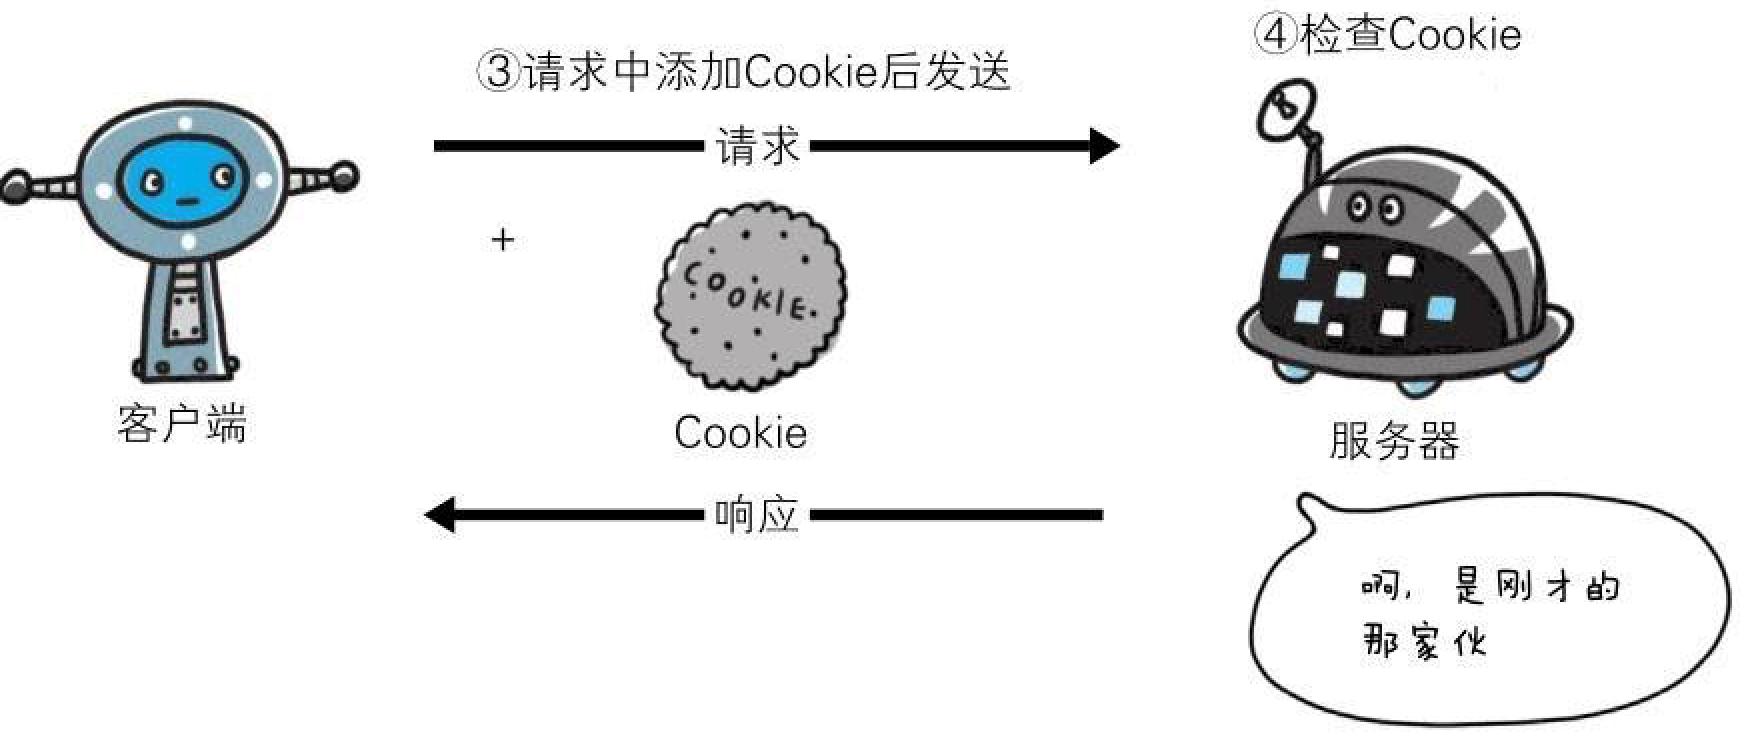 ④检查Cookie
③请求中添加Cookie后发送
请求
+
COOKIE
Cookie
客户端
服务器
响应
啊，是刚才的
那家伙